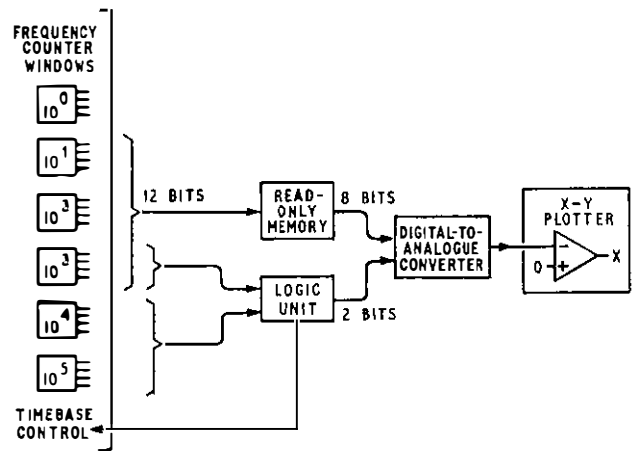 FREQUENCY
COUNTER
WINDOWS
10⁰
10¹
10³
10³
10⁴
10⁵
TIMEBASE
CONTROL
12 BITS
READ-
ONLY
MEMORY
8 BITS
LOGIC
UNIT
2 BITS
DIGITAL-TO-
ANALOGUE
CONVERTER
X-Y
PLOTTER
−
0
+
X